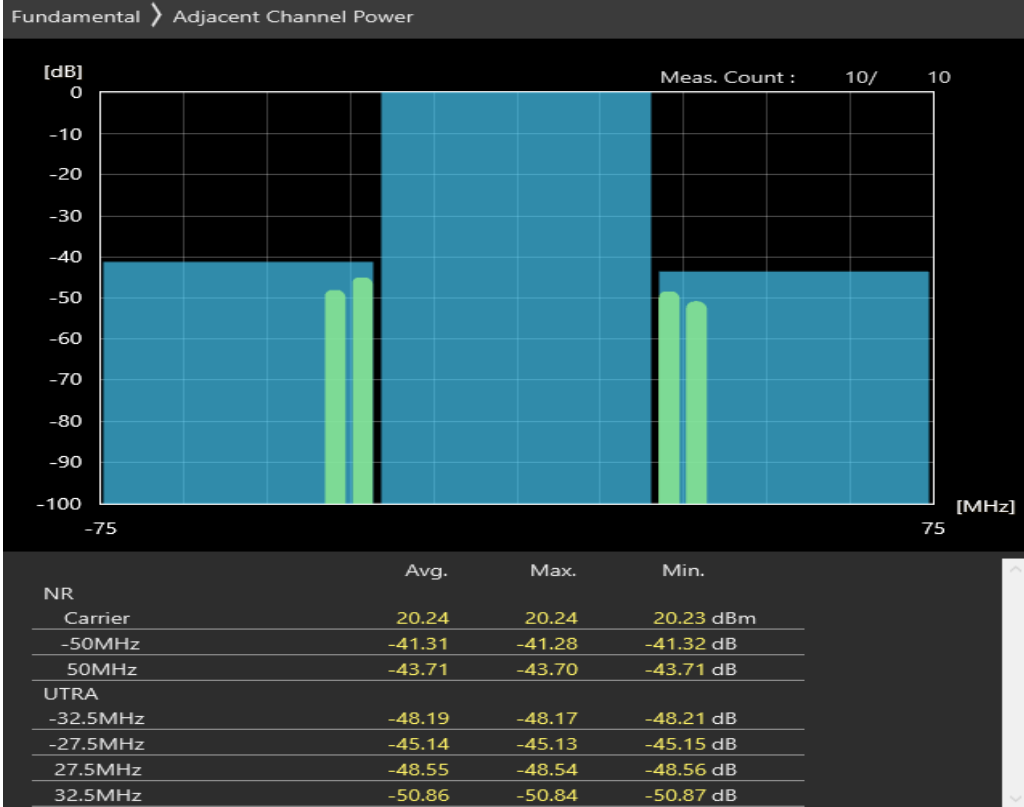 Fundamental 〉 Adjacent Channel Power
[dB]
Meas. Count : 10/ 10
0
-10
-20
-30
-40
-50
-60
-70
-80
-90
-100
[MHz]
-75 75
Avg. Max. Min.
NR
Carrier 20.24 20.24 20.23 dBm
-50MHz -41.31 -41.28 -41.32 dB
50MHz -43.71 -43.70 -43.71 dB
UTRA
-32.5MHz -48.19 -48.17 -48.21 dB
-27.5MHz -45.14 -45.13 -45.15 dB
27.5MHz -48.55 -48.54 -48.56 dB
32.5MHz -50.86 -50.84 -50.87 dB